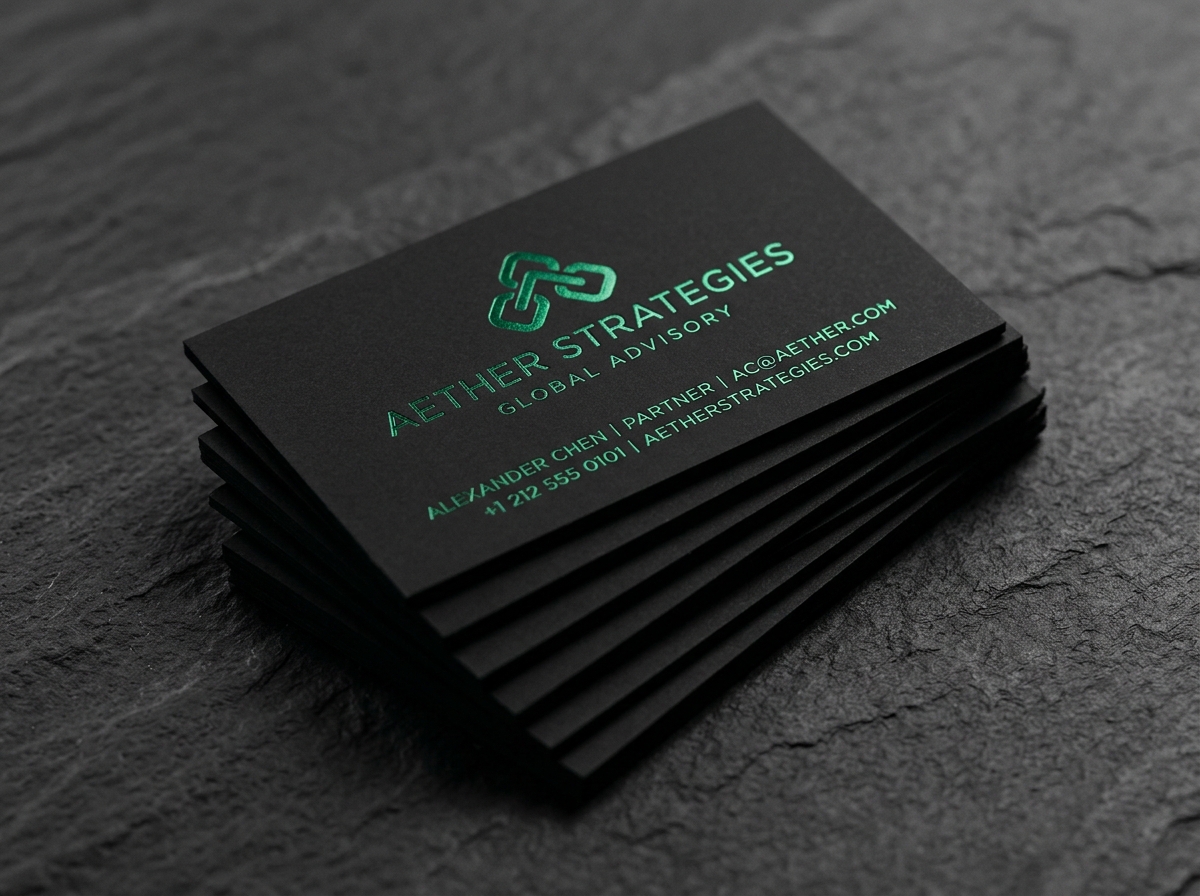 AETHER STRATEGIES
GLOBAL ADVISORY
ALEXANDER CHEN | PARTNER | AC@AETHER.COM
+1 212 555 0101 | AETHERSTRATEGIES.COM